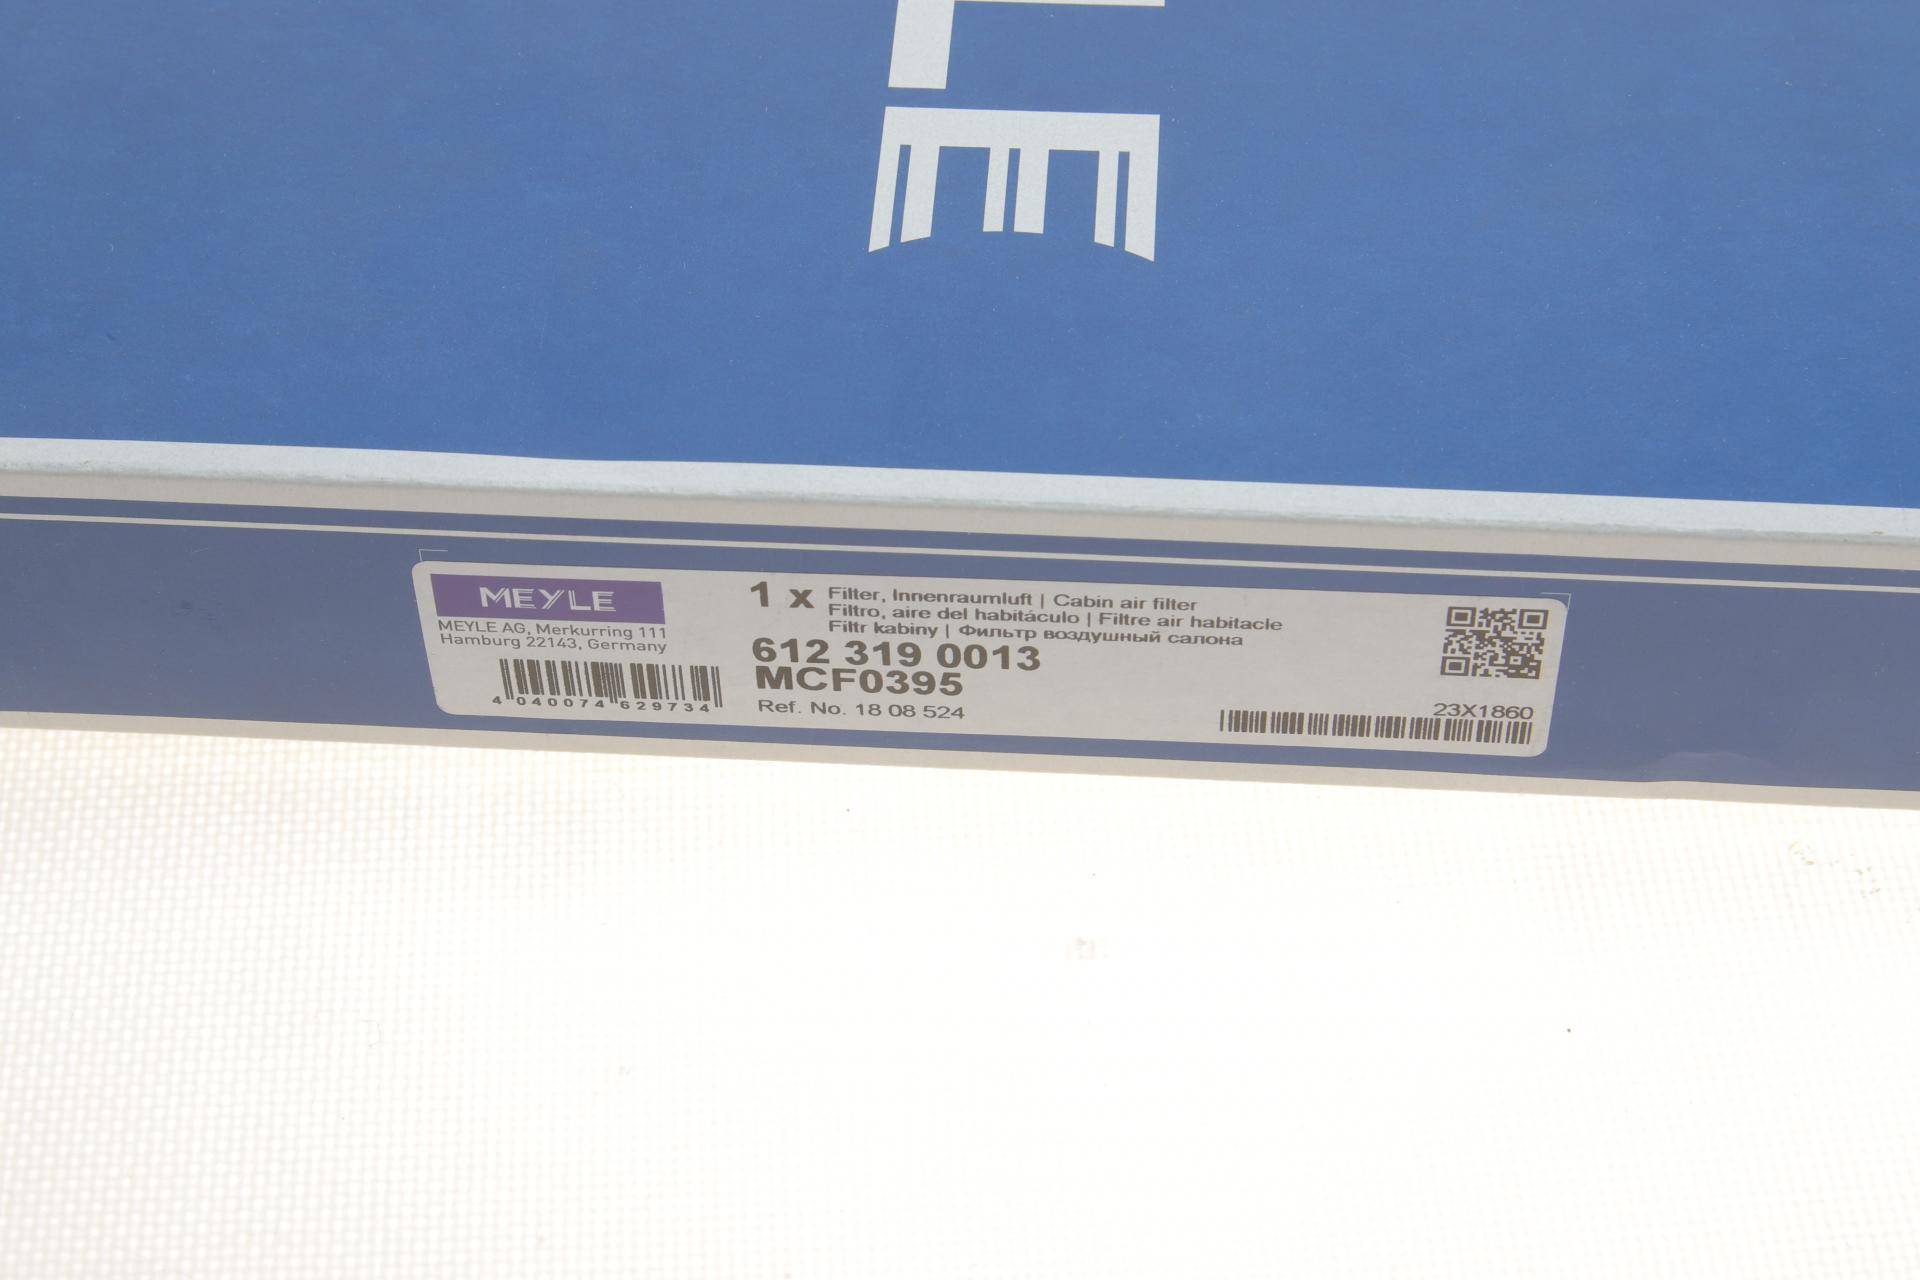 LE
MEYLE
MEYLE AG, Merkurring 111
Hamburg 22143, Germany
4 040074 629734
1 x Filter, Innenraumluft | Cabin air filter
Filtro, aire del habitáculo | Filtre air habitacle
Filtr kabiny | Фильтр воздушный салона
612 319 0013
MCF0395
Ref. No. 18 08 524
23X1860